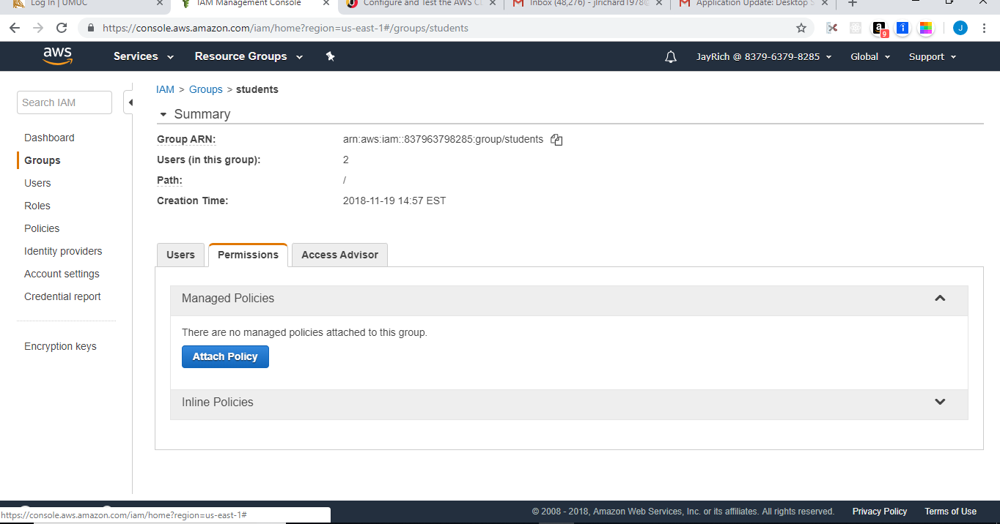 Log In | UMUC
IAM Management Console
Configure and Test the AWS CL
Inbox (48,276) - jlrichard1978@
Application Update: Desktop S
https://console.aws.amazon.com/iam/home?region=us-east-1#/groups/students
a
9
J
aws
Services
Resource Groups
JayRich @ 8379-6379-8285
Global
Support
Search IAM
Dashboard
Groups
Users
Roles
Policies
Identity providers
Account settings
Credential report
Encryption keys
IAM > Groups > students
Summary
Group ARN: arn:aws:iam::837963798285:group/students
Users (in this group): 2
Path: /
Creation Time: 2018-11-19 14:57 EST
Users
Permissions
Access Advisor
Managed Policies
There are no managed policies attached to this group.
Attach Policy
Inline Policies
https://console.aws.amazon.com/iam/home?region=us-east-1#
© 2008 - 2018, Amazon Web Services, Inc. or its affiliates. All rights reserved.
Privacy Policy
Terms of Use